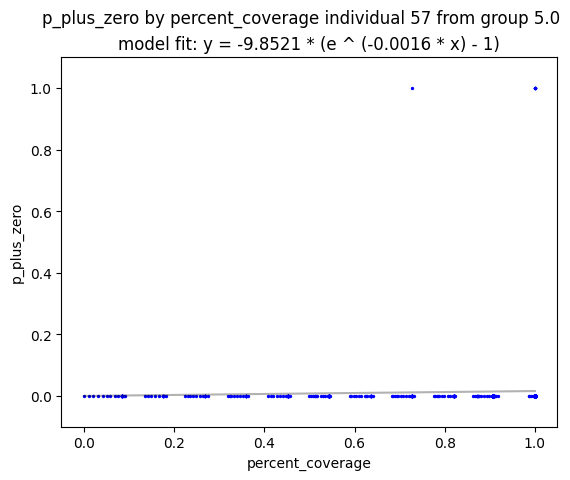 p_plus_zero by percent_coverage individual 57 from group 5.0
model fit: y = -9.8521 * (e ^ (-0.0016 * x) - 1)
1.0
0.8
0.6
0.4
0.2
0.0
p_plus_zero
0.0 0.2 0.4 0.6 0.8 1.0
percent_coverage